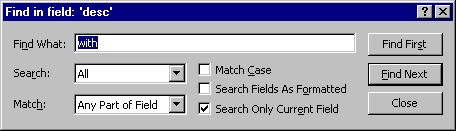 Find in field: 'desc'
Find What: with Find First
Search: All Match Case Find Next
Search Fields As Formatted
Match: Any Part of Field Search Only Current Field Close